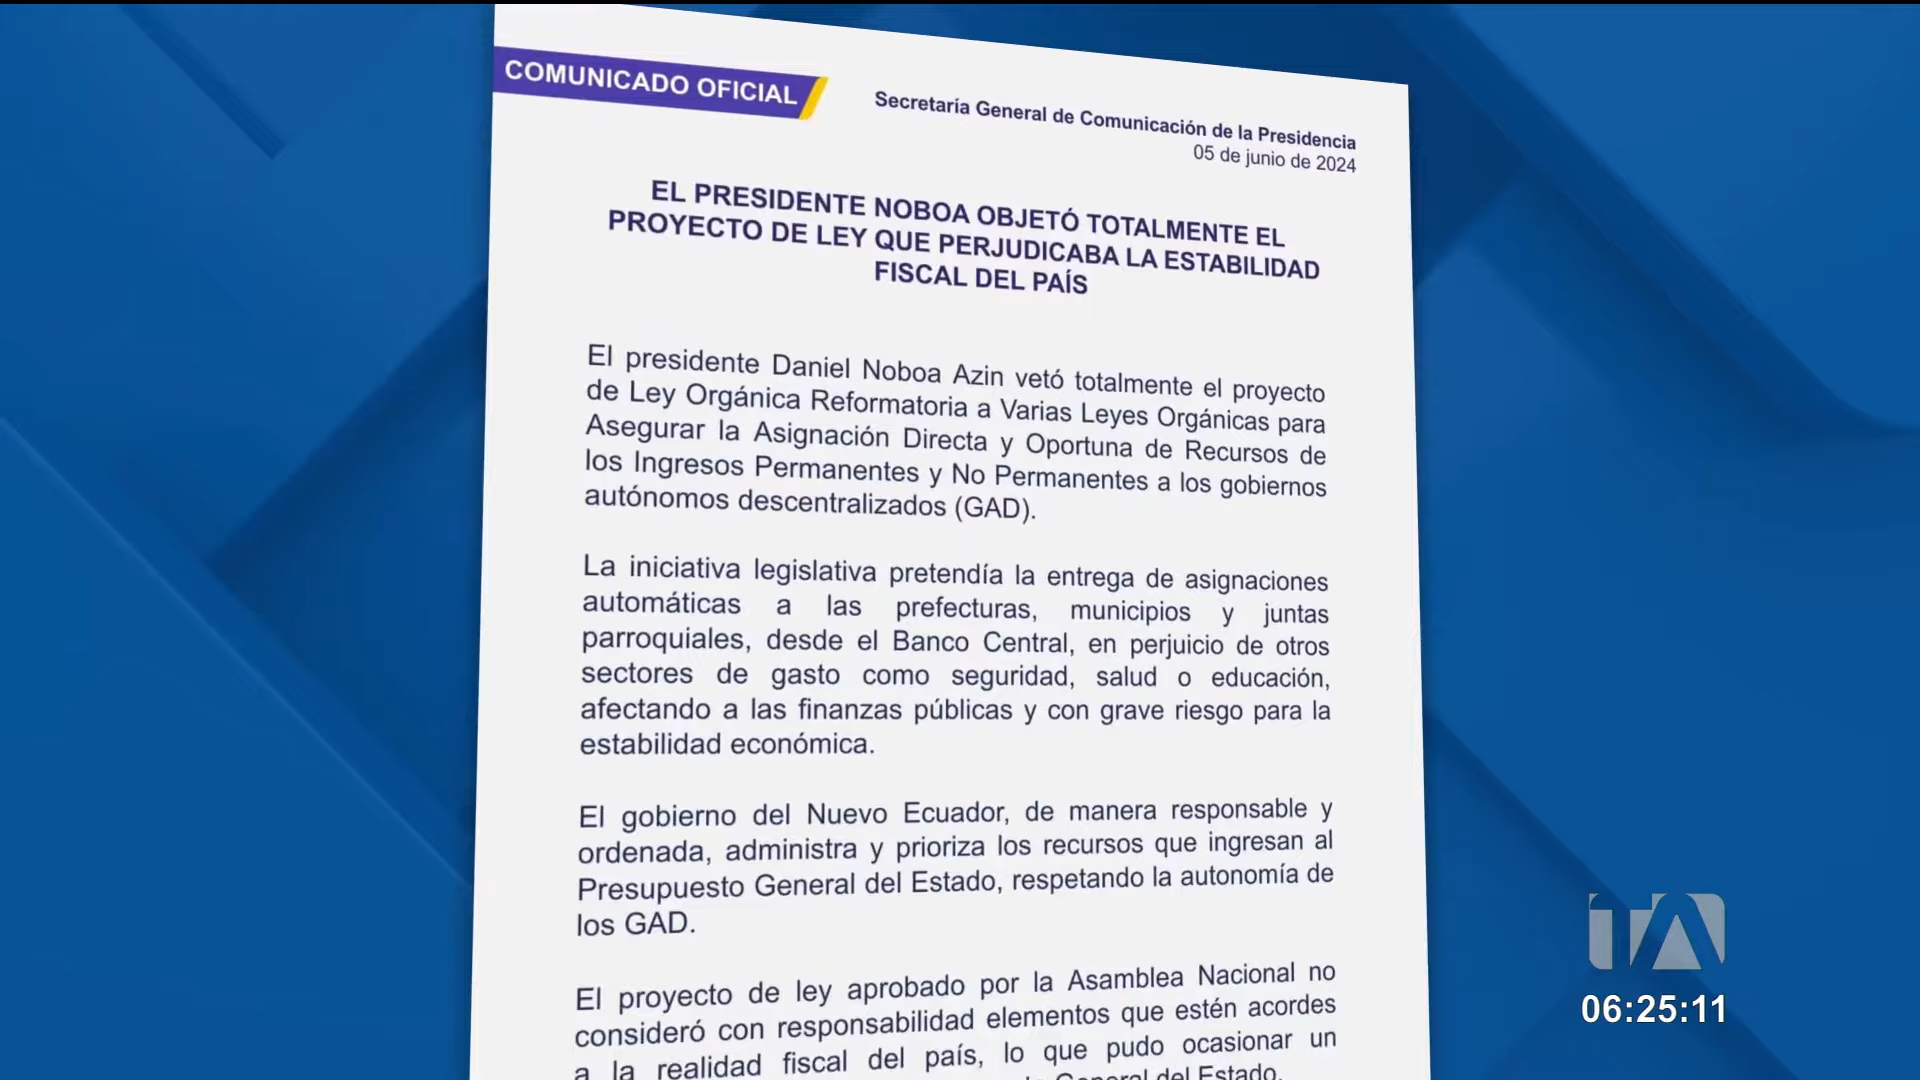 COMUNICADO OFICIAL
Secretaría General de Comunicación de la Presidencia
05 de junio de 2024
EL PRESIDENTE NOBOA OBJETÓ TOTALMENTE EL
PROYECTO DE LEY QUE PERJUDICABA LA ESTABILIDAD
FISCAL DEL PAÍS
El presidente Daniel Noboa Azin vetó totalmente el proyecto
de Ley Orgánica Reformatoria a Varias Leyes Orgánicas para
Asegurar la Asignación Directa y Oportuna de Recursos de
los Ingresos Permanentes y No Permanentes a los gobiernos
autónomos descentralizados (GAD).
La iniciativa legislativa pretendía la entrega de asignaciones
automáticas a las prefecturas, municipios y juntas
parroquiales, desde el Banco Central, en perjuicio de otros
sectores de gasto como seguridad, salud o educación,
afectando a las finanzas públicas y con grave riesgo para la
estabilidad económica.
El gobierno del Nuevo Ecuador, de manera responsable y
ordenada, administra y prioriza los recursos que ingresan al
Presupuesto General del Estado, respetando la autonomía de
los GAD.
El proyecto de ley aprobado por la Asamblea Nacional no
consideró con responsabilidad elementos que estén acordes
a la realidad fiscal del país, lo que pudo ocasionar un
General del Estado.
TA
06:25:11